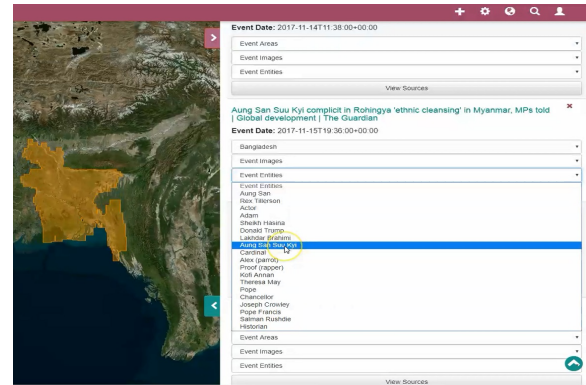 Event Date: 2017-11-14T11:38:00+00:00
Event Areas
Event Images
Event Entities
View Sources
Aung San Suu Kyi complicit in Rohingya 'ethnic cleansing' in Myanmar, MPs told
| Global development | The Guardian
Event Date: 2017-11-15T19:36:00+00:00
Bangladesh
Event Images
Event Entities
Event Entities
Aung San
Rex Tillerson
Actor
Adam
Sheikh Hasina
Donald Trump
Lakhdar Brahimi
Aung San Suu Kyi
Cardinal
Alex (parrot)
Proof (rapper)
Kofi Annan
Theresa May
Pope
Chancellor
Joseph Crowley
Pope Francis
Salman Rushdie
Historian
Event Areas
Event Images
Event Entities
View Sources